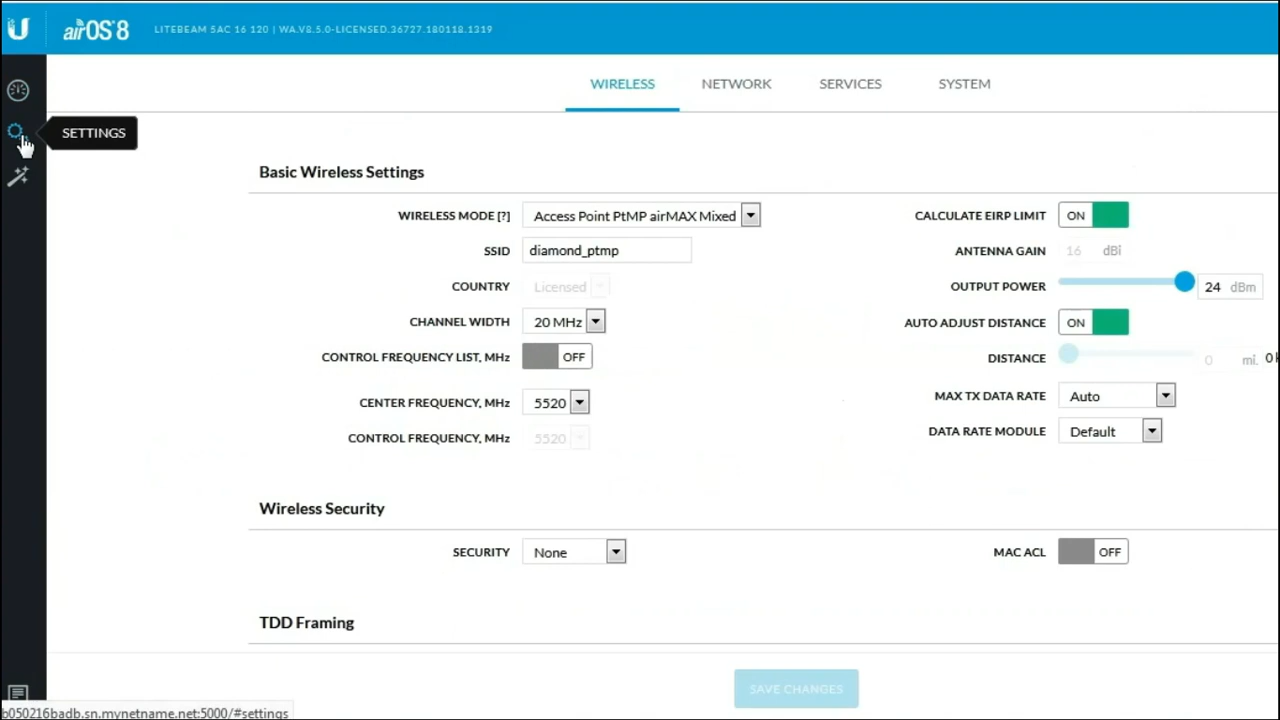 airOS 8 LITEBEAM 5AC 16 120 | WA.V8.5.0-LICENSED.36727.180118.1319
WIRELESS NETWORK SERVICES SYSTEM
SETTINGS
Basic Wireless Settings
WIRELESS MODE [?] Access Point PtMP airMAX Mixed
SSID diamond_ptmp
COUNTRY Licensed
CHANNEL WIDTH 20 MHz
CONTROL FREQUENCY LIST, MHz OFF
CENTER FREQUENCY, MHz 5520
CONTROL FREQUENCY, MHz 5520
CALCULATE EIRP LIMIT ON
ANTENNA GAIN 16 dBi
OUTPUT POWER 24 dBm
AUTO ADJUST DISTANCE ON
DISTANCE 0 mi. 0
MAX TX DATA RATE Auto
DATA RATE MODULE Default
Wireless Security
SECURITY None
MAC ACL OFF
TDD Framing
SAVE CHANGES
b050216badb.sn.mynetname.net:5000/#settings